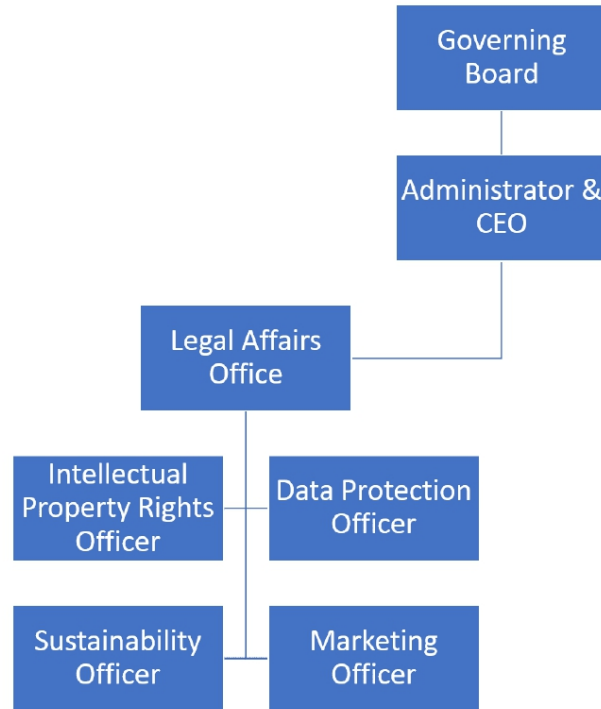 Governing
Board
Administrator &
CEO
Legal Affairs
Office
Intellectual
Property Rights
Officer
Data Protection
Officer
Sustainability
Officer
Marketing
Officer